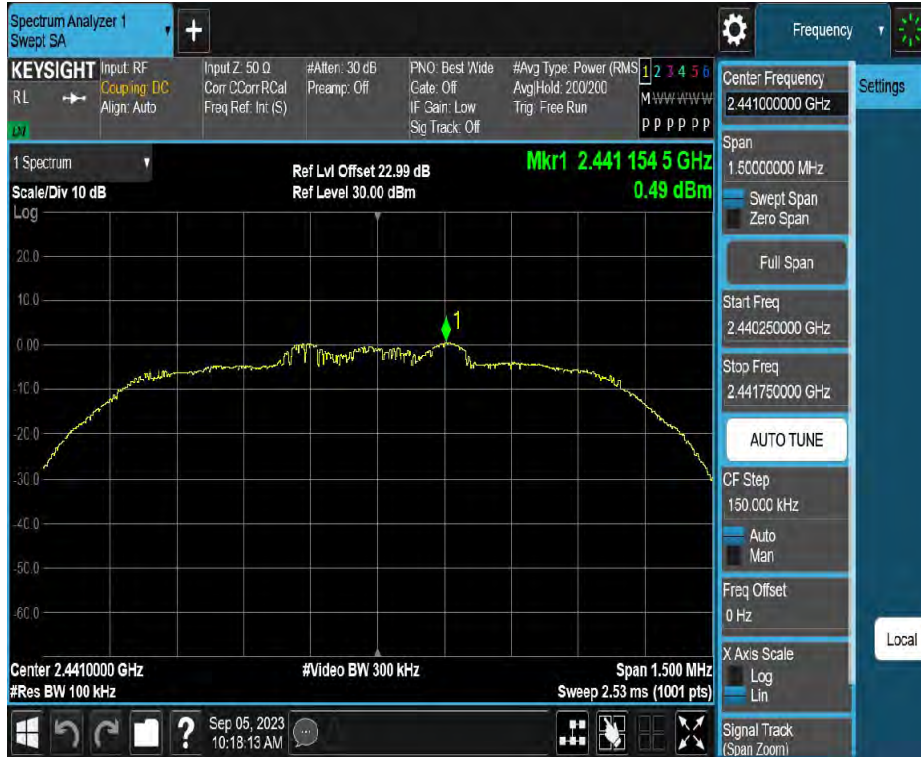 Spectrum Analyzer 1
Swept SA
+
Frequency
KEYSIGHT
RL
Input: RF
Coupling: DC
Align: Auto
Input Z: 50 Ω
Corr CCorr RCal
Freq Ref: Int (S)
#Atten: 30 dB
Preamp: Off
PNO: Best Wide
Gate: Off
IF Gain: Low
Sig Track: Off
#Avg Type: Power (RMS
Avg|Hold: 200/200
Trig: Free Run
1 2 3 4 5 6
M W W W W W
P P P P P P
Center Frequency
2.441000000 GHz
Settings
1 Spectrum
Scale/Div 10 dB
Log
Ref Lvl Offset 22.99 dB
Ref Level 30.00 dBm
Mkr1 2.441 154 5 GHz
0.49 dBm
Span
1.50000000 MHz
Swept Span
Zero Span
Full Span
Start Freq
2.440250000 GHz
Stop Freq
2.441750000 GHz
AUTO TUNE
CF Step
150.000 kHz
Auto
Man
Freq Offset
0 Hz
X Axis Scale
Log
Lin
Signal Track
(Span Zoom)
Local
20.0
10.0
1
0.00
-10.0
-20.0
-30.0
-40.0
-60.0
Center 2.4410000 GHz
#Res BW 100 kHz
#Video BW 300 kHz
Span 1.500 MHz
Sweep 2.53 ms (1001 pts)
?
Sep 05, 2023
10:18:13 AM